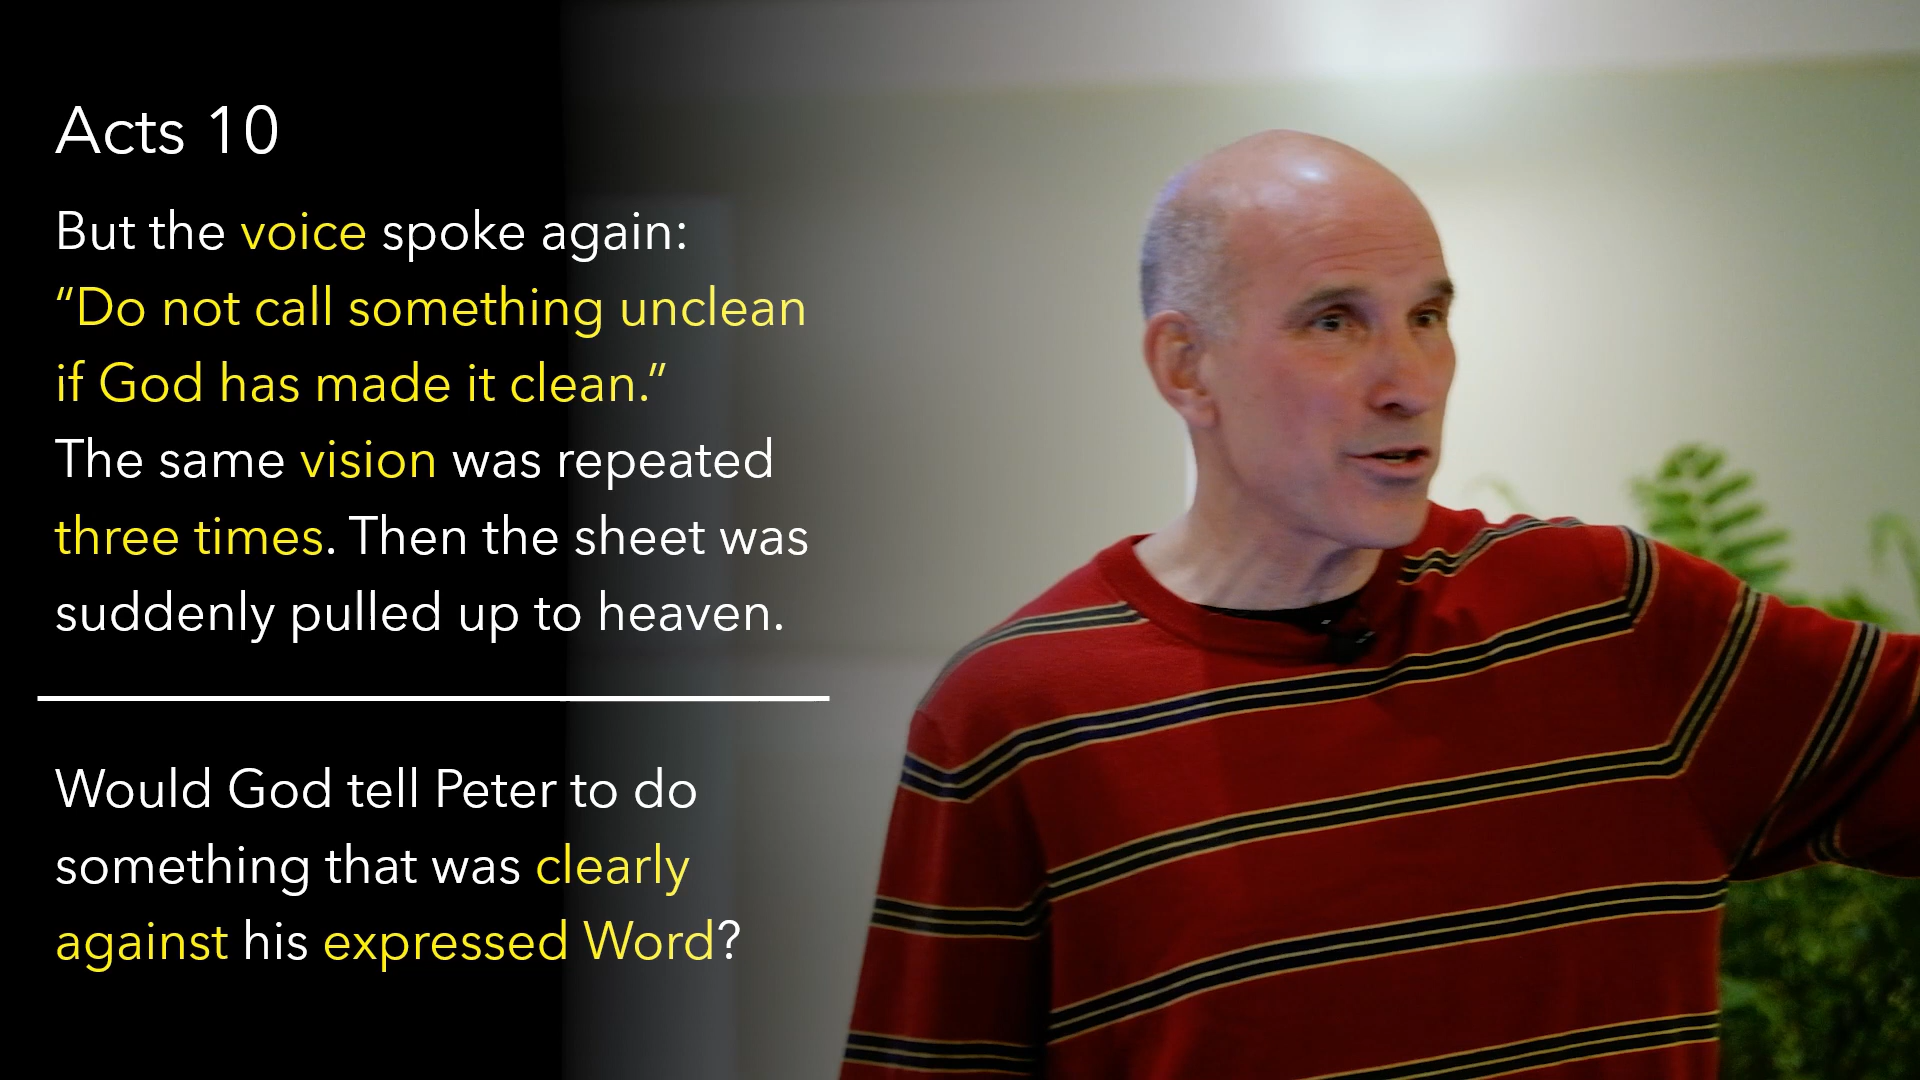 Acts 10
But the voice spoke again:
“Do not call something unclean
if God has made it clean.”
The same vision was repeated
three times. Then the sheet was
suddenly pulled up to heaven.
Would God tell Peter to do
something that was clearly
against his expressed Word?